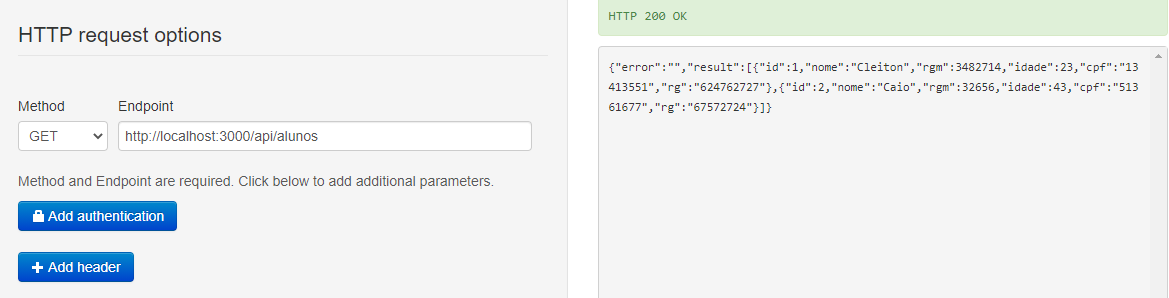 HTTP request options
Method
Endpoint
GET
http://localhost:3000/api/alunos
Method and Endpoint are required. Click below to add additional parameters.
Add authentication
Add header
HTTP 200 OK
{"error":"","result":[{"id":1,"nome":"Cleiton","rgm":3482714,"idade":23,"cpf":"13
413551","rg":"624762727"},{"id":2,"nome":"Caio","rgm":32656,"idade":43,"cpf":"513
61677","rg":"67572724"}]}